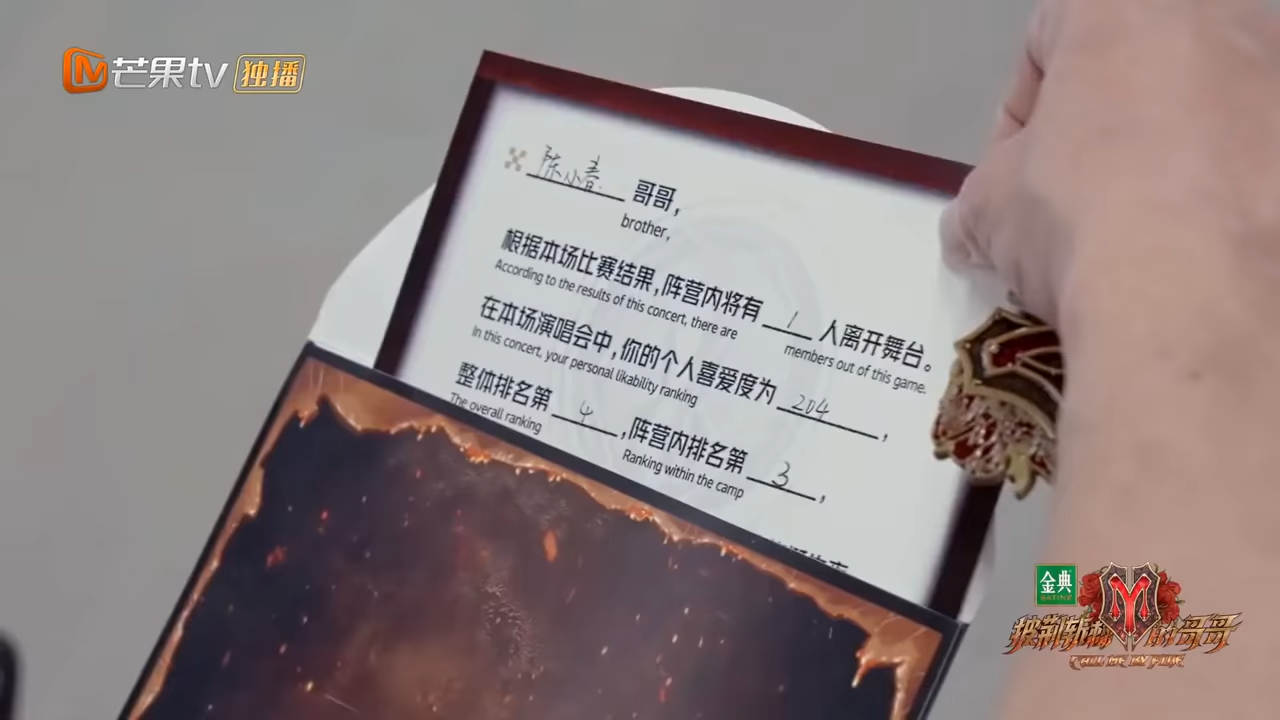 芒果tv 独播
陈小春 哥哥,
brother,
根据本场比赛结果,阵营内将有 1 人离开舞台。
According to the results of this concert, there are members out of this game.
在本场演唱会中,你的个人喜爱度为 204 ,
In this concert, your personal likability ranking
整体排名第 4 ,阵营内排名第 3 ,
The overall ranking Ranking within the camp
金典
SATINE
披荆斩棘的哥哥
CALL ME BY FIRE